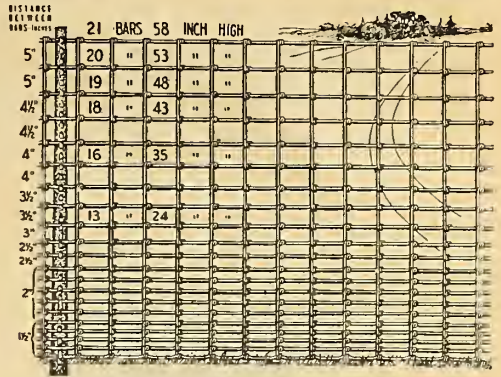 DISTANCE
BETWEEN
BARS-Inches
21 BARS 58 INCH HIGH
5" 20 " 53 " "
5" 19 " 48 " "
4½" 18 " 43 " "
4½"
4" 16 " 35 " "
4"
3½"
3½" 13 " 24 " "
3"
2½"
2½"
2"
1½"